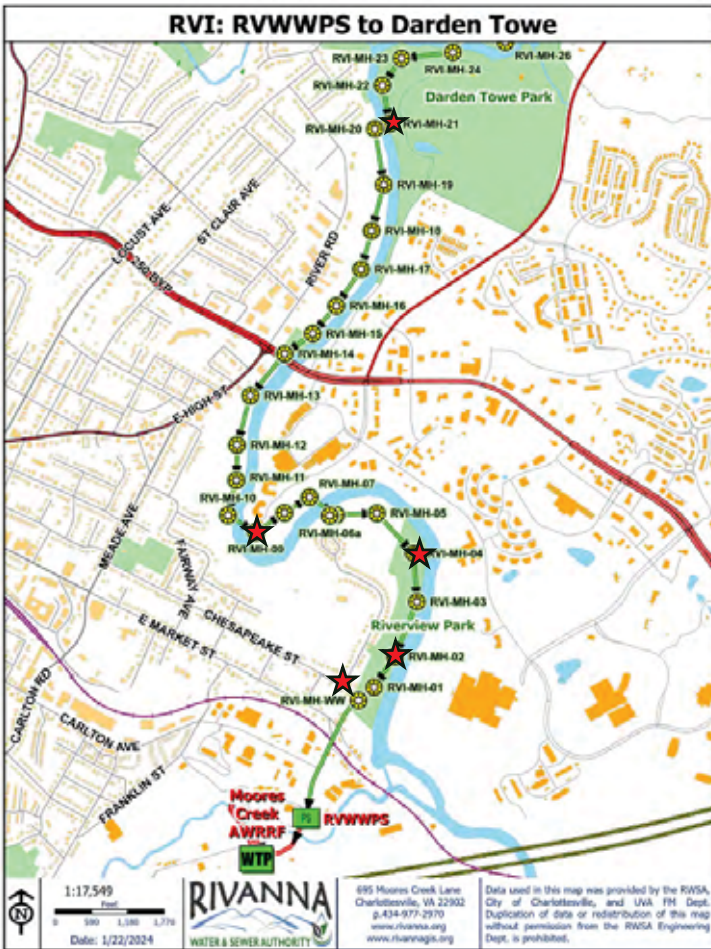 RVI: RVWWPS to Darden Towe
RVI-MH-26
RVI-MH-23
RVI-MH-24
RVI-MH-22
Darden Towe Park
RVI-MH-20
RVI-MH-21
RVI-MH-19
LOCUST AVE
ST CLAIR AVE
RIVER RD
RVI-MH-18
250 BYP
RVI-MH-17
RVI-MH-16
RVI-MH-15
RVI-MH-14
E HIGH ST
RVI-MH-13
RVI-MH-12
RVI-MH-11
RVI-MH-07
RVI-MH-10
RVI-MH-05
MEADE AVE
RVI-MH-09
RVI-MH-06a
RVI-MH-04
FAIRWAY AVE
RVI-MH-03
CHESAPEAKE ST
Riverview Park
E MARKET ST
RVI-MH-02
RVI-MH-01
RVI-MH-WW
CARLTON RD
CARLTON AVE
FRANKLIN ST
Moores
Creek
AWRRF
PS
RVWWPS
WTP
N
1:17,549
Feet
0 590 1,180 1,770
Date: 1/22/2024
RIVANNA
WATER & SEWER AUTHORITY
695 Moores Creek Lane
Charlottesville, VA 22902
p.434-977-2970
www.rivanna.org
www.rivannagis.org
Data used in this map was provided by the RWSA,
City of Charlottesville, and UVA FM Dept.
Duplication of data or redistribution of this map
without permission from the RWSA Engineering
Dept. is prohibited.